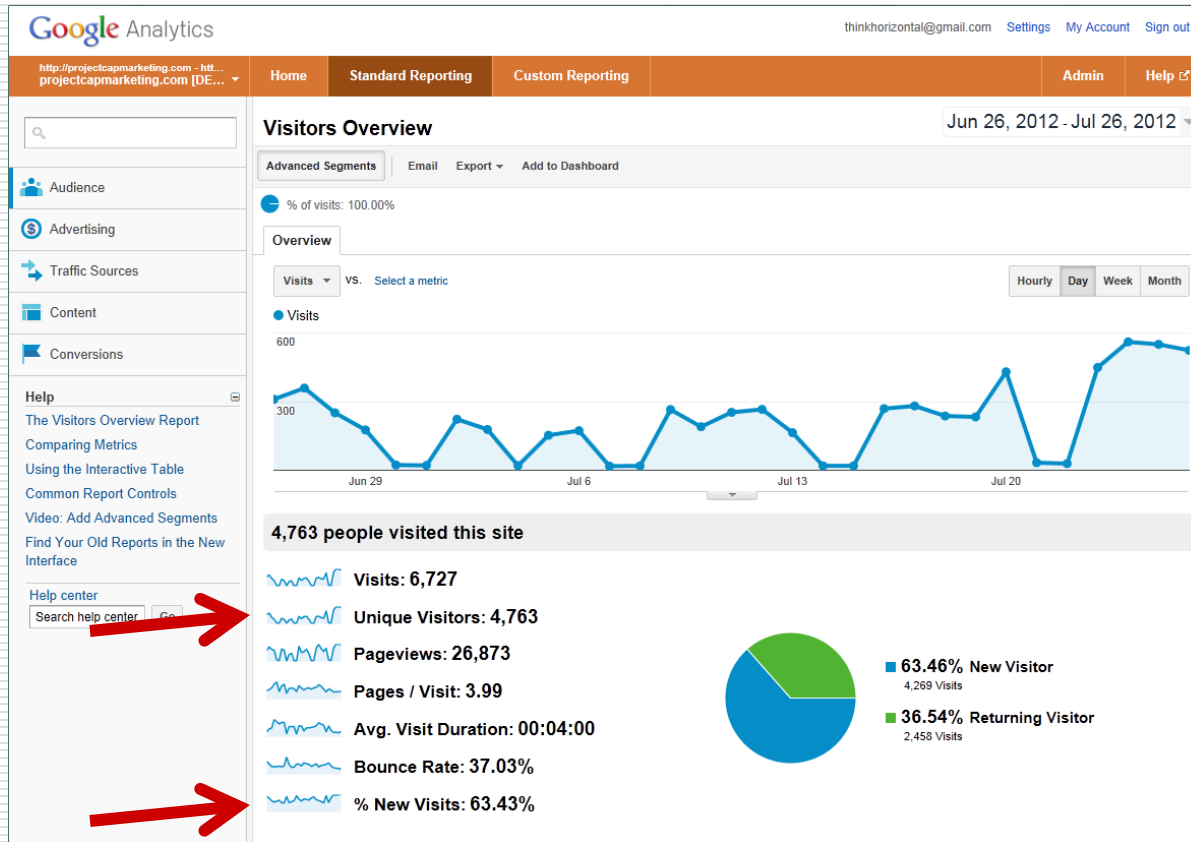 Google Analytics
thinkhorizontal@gmail.com Settings My Account Sign out
http://projectcapmarketing.com - htt...
projectcapmarketing.com [DE...
Home Standard Reporting Custom Reporting Admin Help
Visitors Overview
Jun 26, 2012 - Jul 26, 2012
Advanced Segments Email Export Add to Dashboard
% of visits: 100.00%
Overview
Visits VS. Select a metric
Hourly Day Week Month
Visits
600
300
Jun 29 Jul 6 Jul 13 Jul 20
Audience
Advertising
Traffic Sources
Content
Conversions
Help
The Visitors Overview Report
Comparing Metrics
Using the Interactive Table
Common Report Controls
Video: Add Advanced Segments
Find Your Old Reports in the New
Interface
Help center
Search help center Go
4,763 people visited this site
Visits: 6,727
Unique Visitors: 4,763
Pageviews: 26,873
Pages / Visit: 3.99
Avg. Visit Duration: 00:04:00
Bounce Rate: 37.03%
% New Visits: 63.43%
63.46% New Visitor
4,269 Visits
36.54% Returning Visitor
2,458 Visits